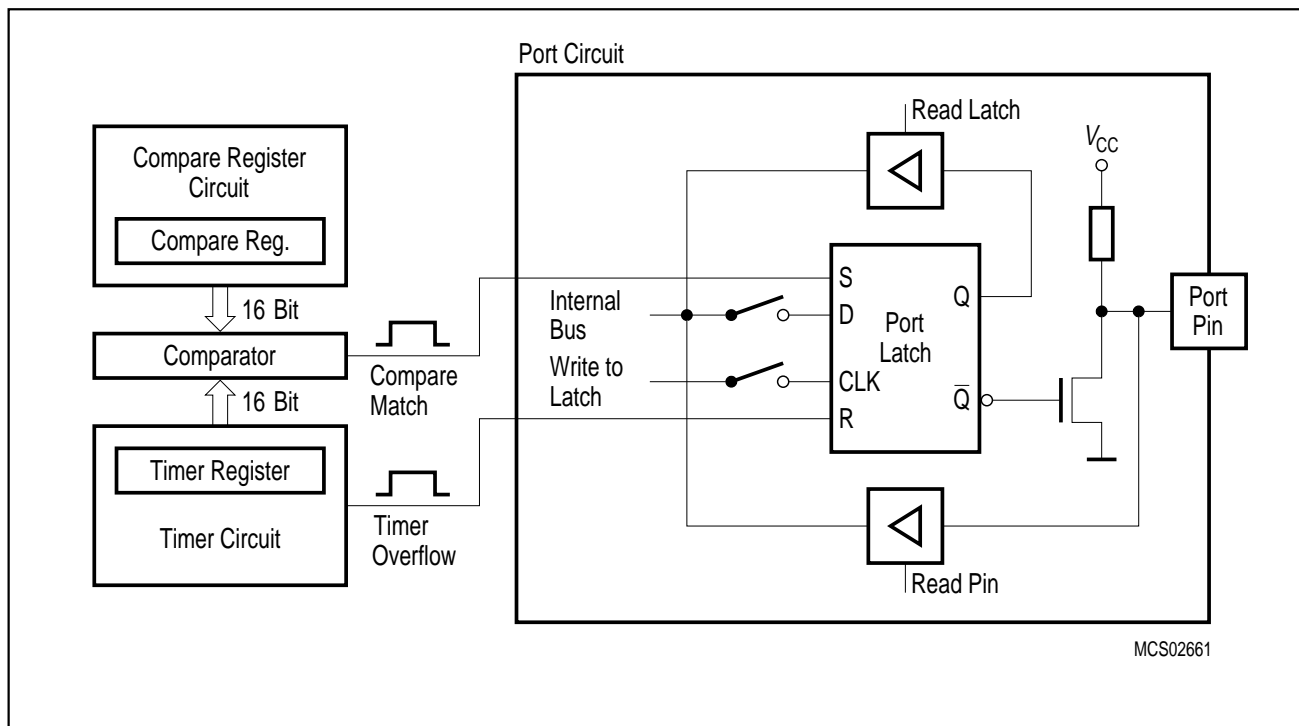 Port Circuit
Compare Register
Circuit
Compare Reg.
16 Bit
Comparator
16 Bit
Timer Register
Timer Circuit
Compare
Match
Timer
Overflow
Read Latch
VCC
Internal
Bus
Write to
Latch
S
D
CLK
R
Q
Port
Latch
Q̅
Port
Pin
Read Pin
MCS02661